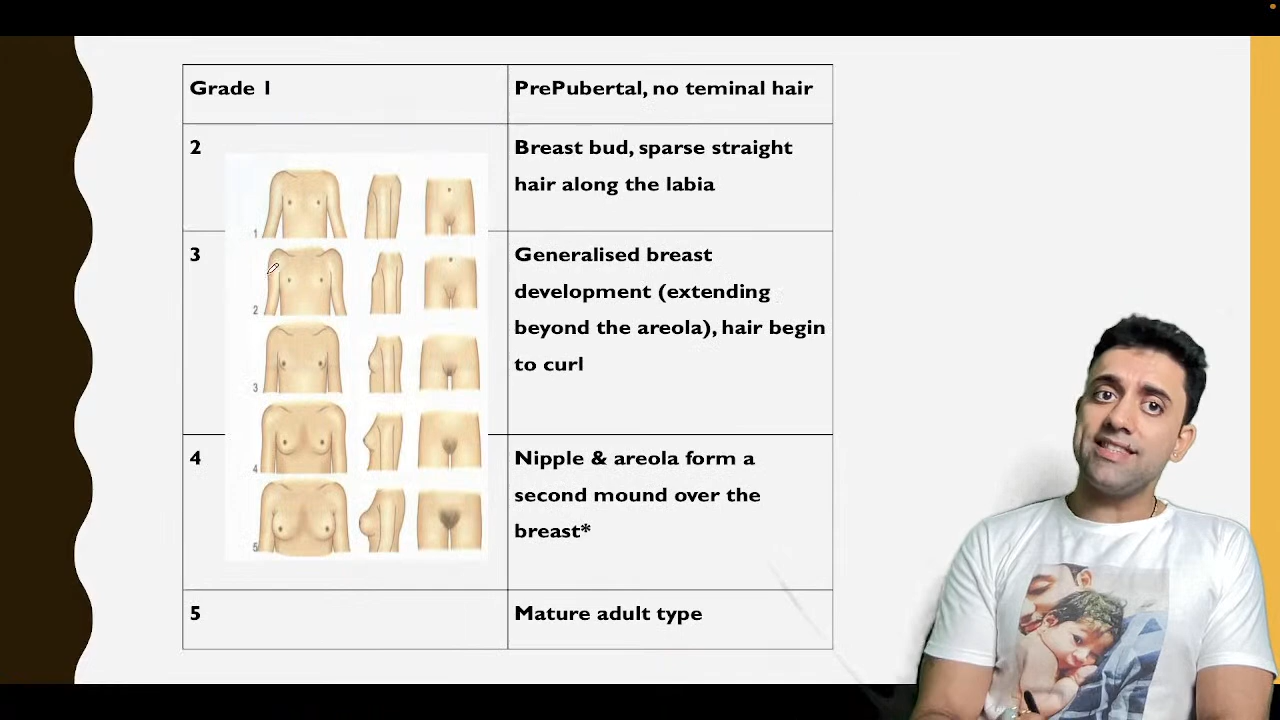 Grade 1
PrePubertal, no teminal hair
2
Breast bud, sparse straight
hair along the labia
3
Generalised breast
development (extending
beyond the areola), hair begin
to curl
4
Nipple & areola form a
second mound over the
breast*
5
Mature adult type
1
2
3
4
5